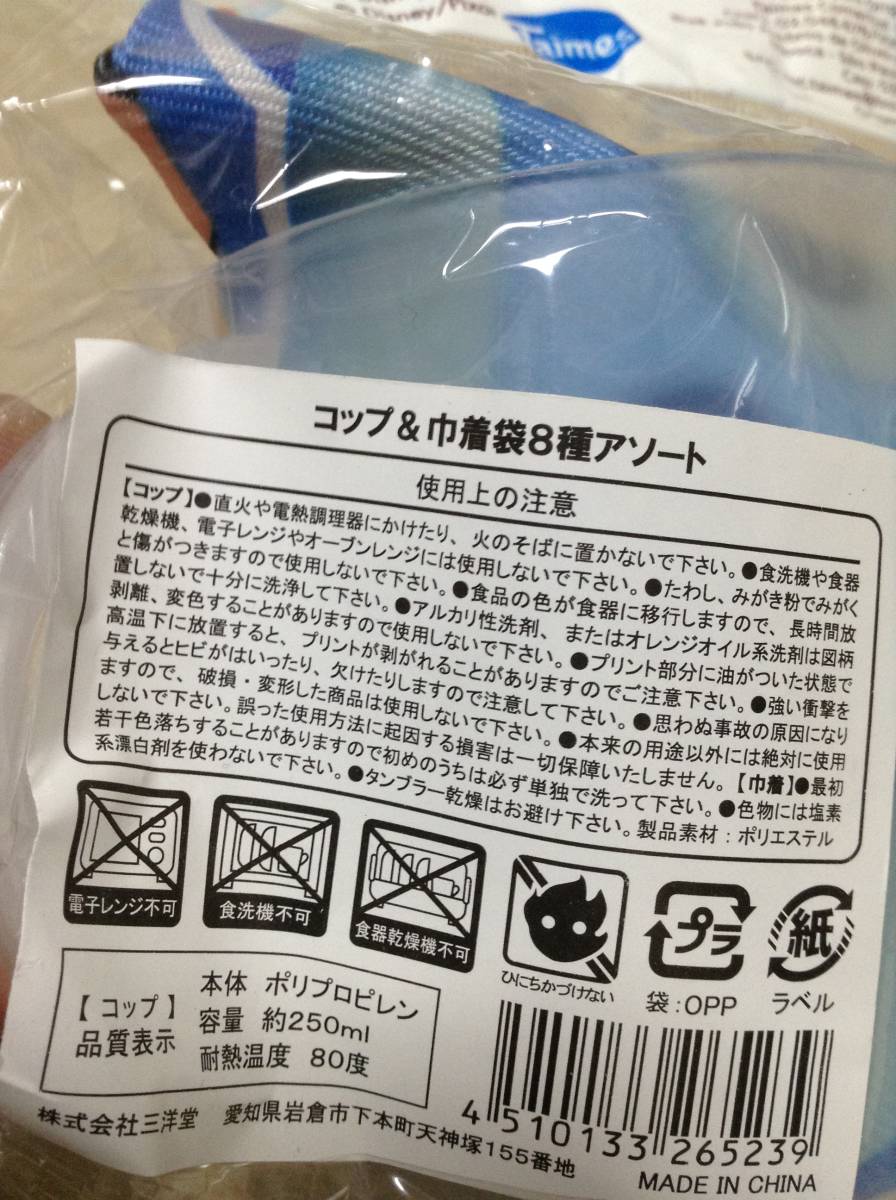 © Disney/Pixar
Taimes
コップ＆巾着袋8種アソート
使用上の注意
【コップ】●直火や電熱調理器にかけたり、火のそばに置かないで下さい。●食洗機や食器
乾燥機、電子レンジやオーブンレンジには使用しないで下さい。●たわし、みがき粉でみがく
と傷がつきますので使用しないで下さい。●食品の色が食器に移行しますので、長時間放
置しないで十分に洗浄して下さい。●アルカリ性洗剤、またはオレンジオイル系洗剤は図柄
剥離、変色することがありますので使用しないで下さい。●プリント部分に油がついた状態で
高温下に放置すると、プリントが剥がれることがありますのでご注意下さい。●強い衝撃を
与えるとヒビがはいったり、欠けたりしますので注意して下さい。●思わぬ事故の原因になり
ますので、破損・変形した商品は使用しないで下さい。●本来の用途以外には絶対に使用
しないで下さい。誤った使用方法に起因する損害は一切保障いたしません。【巾着】●最初
若干色落ちすることがありますので初めのうちは必ず単独で洗って下さい。●色物には塩素
系漂白剤を使わないで下さい。●タンブラー乾燥はお避け下さい。製品素材：ポリエステル
電子レンジ不可
食洗機不可
食器乾燥機不可
ひにちかづけない
プラ
袋：OPP
紙
ラベル
【コップ】
品質表示
本体 ポリプロピレン
容量 約250ml
耐熱温度 80度
4 510133 265239
株式会社三洋堂 愛知県岩倉市下本町天神塚155番地
MADE IN CHINA